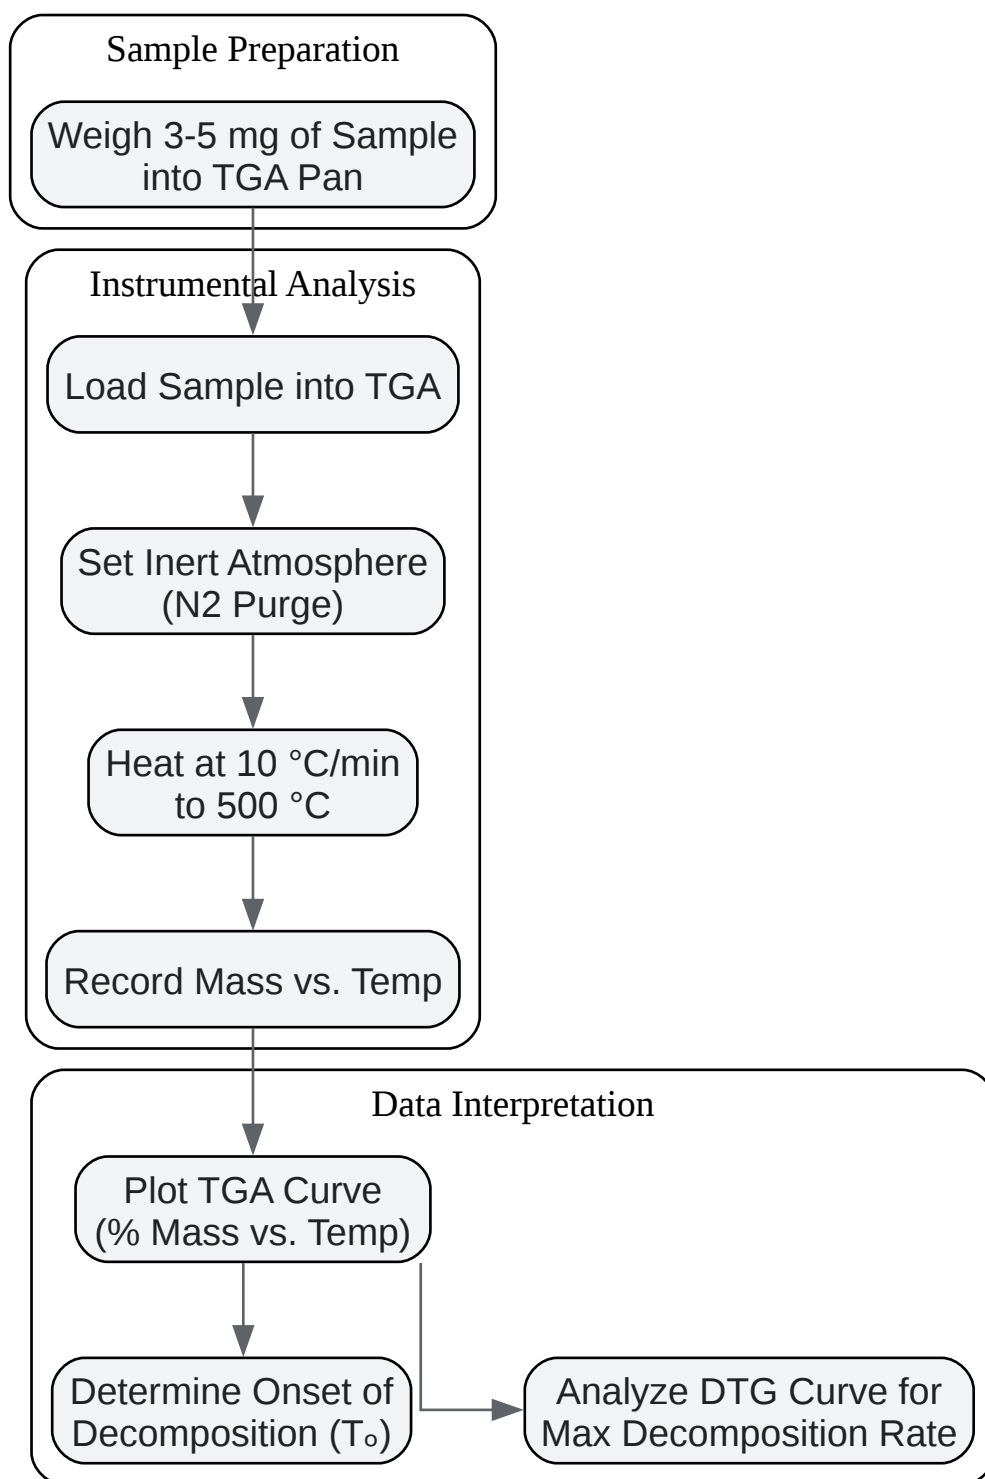 Sample Preparation
Weigh 3-5 mg of Sample
into TGA Pan
Instrumental Analysis
Load Sample into TGA
Set Inert Atmosphere
(N2 Purge)
Heat at 10 °C/min
to 500 °C
Record Mass vs. Temp
Data Interpretation
Plot TGA Curve
(% Mass vs. Temp)
Determine Onset of
Decomposition (Tₒ)
Analyze DTG Curve for
Max Decomposition Rate